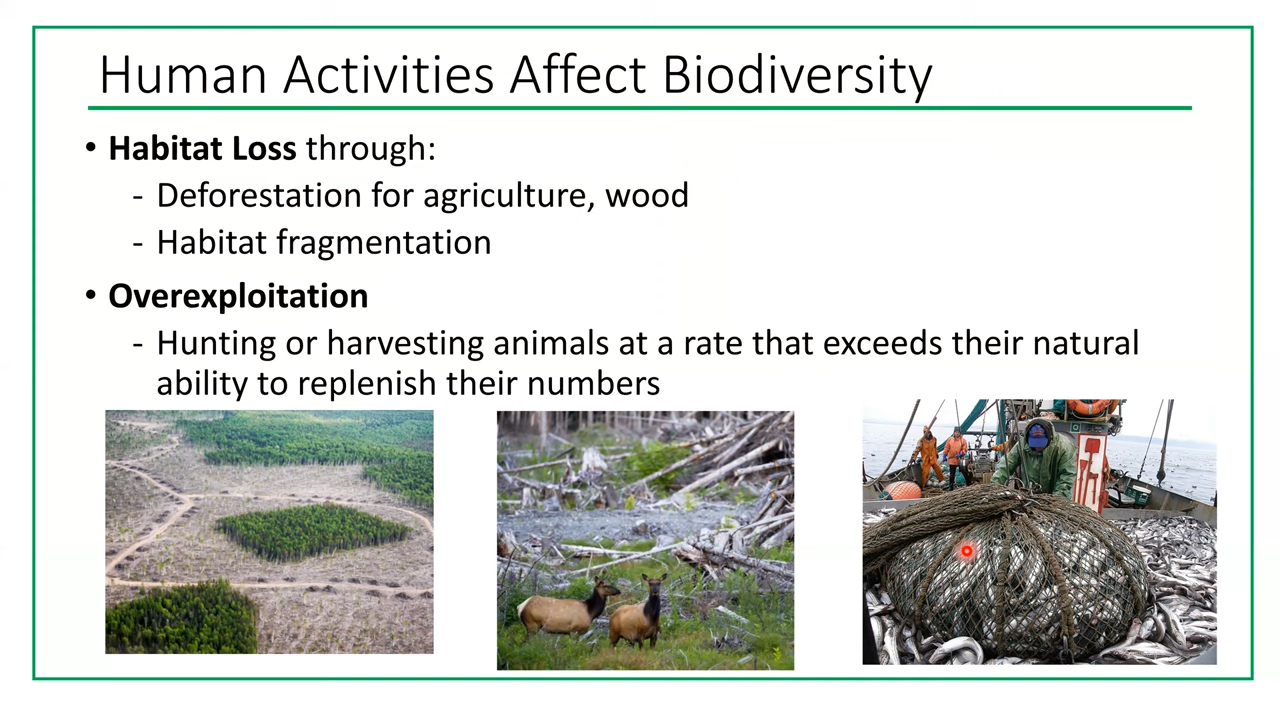 Human Activities Affect Biodiversity
• Habitat Loss through:
- Deforestation for agriculture, wood
- Habitat fragmentation
• Overexploitation
- Hunting or harvesting animals at a rate that exceeds their natural
ability to replenish their numbers